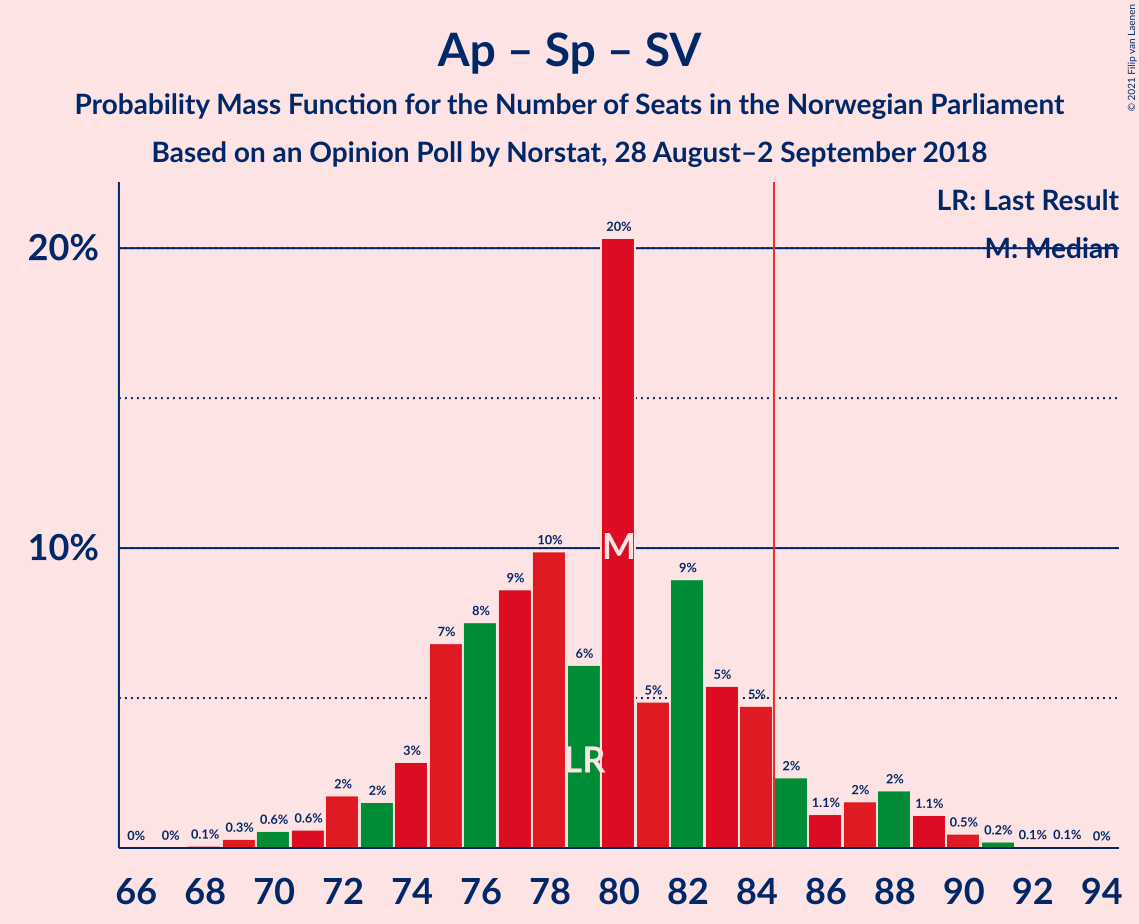 Ap – Sp – SV
Probability Mass Function for the Number of Seats in the Norwegian Parliament
Based on an Opinion Poll by Norstat, 28 August–2 September 2018
© 2021 Filip van Laenen
LR: Last Result
M: Median
20%
10%
0% 0% 0.1% 0.3% 0.6% 0.6% 2% 2% 3% 7% 8% 9% 10% 6% 20% 5% 9% 5% 5% 2% 1.1% 2% 2% 1.1% 0.5% 0.2% 0.1% 0.1% 0%
M
LR
66 68 70 72 74 76 78 80 82 84 86 88 90 92 94